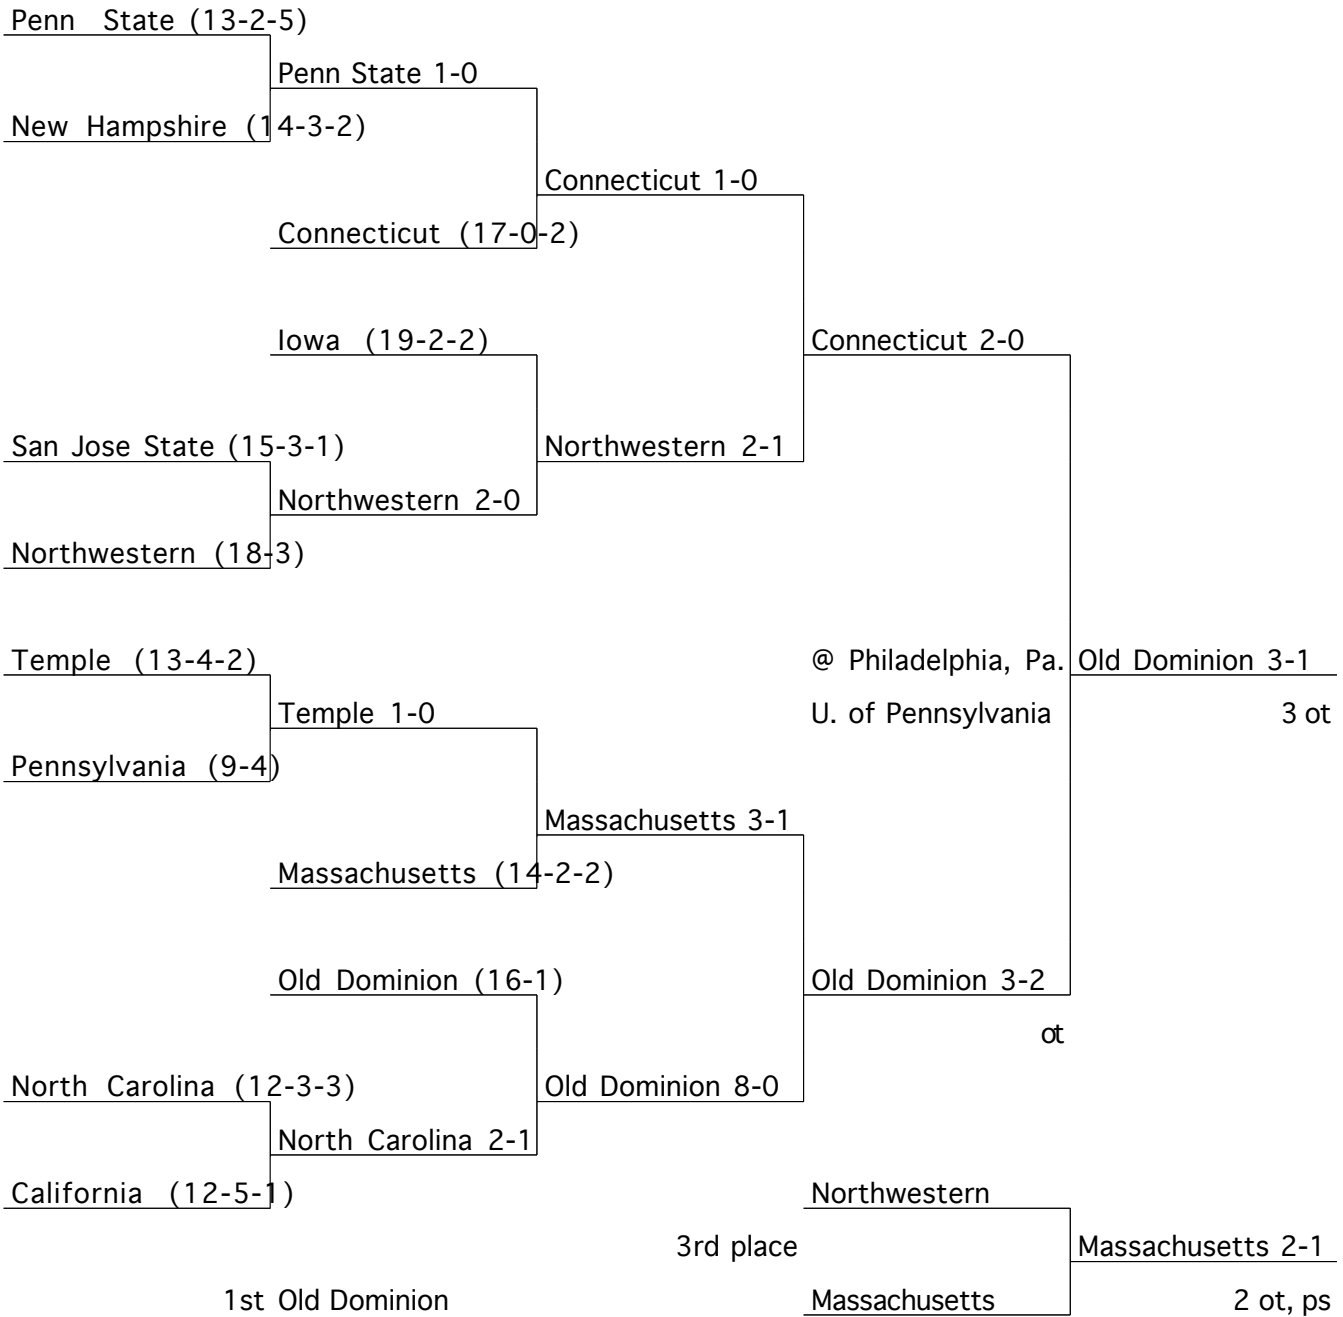 Penn State (13-2-5)
Penn State 1-0
New Hampshire (14-3-2)
Connecticut 1-0
Connecticut (17-0-2)
Iowa (19-2-2)
Connecticut 2-0
San Jose State (15-3-1)
Northwestern 2-1
Northwestern 2-0
Northwestern (18-3)
Temple (13-4-2)
@ Philadelphia, Pa.
Old Dominion 3-1
Temple 1-0
U. of Pennsylvania
3 ot
Pennsylvania (9-4)
Massachusetts 3-1
Massachusetts (14-2-2)
Old Dominion (16-1)
Old Dominion 3-2
ot
North Carolina (12-3-3)
Old Dominion 8-0
North Carolina 2-1
California (12-5-1)
Northwestern
3rd place
Massachusetts 2-1
1st Old Dominion
Massachusetts
2 ot, ps